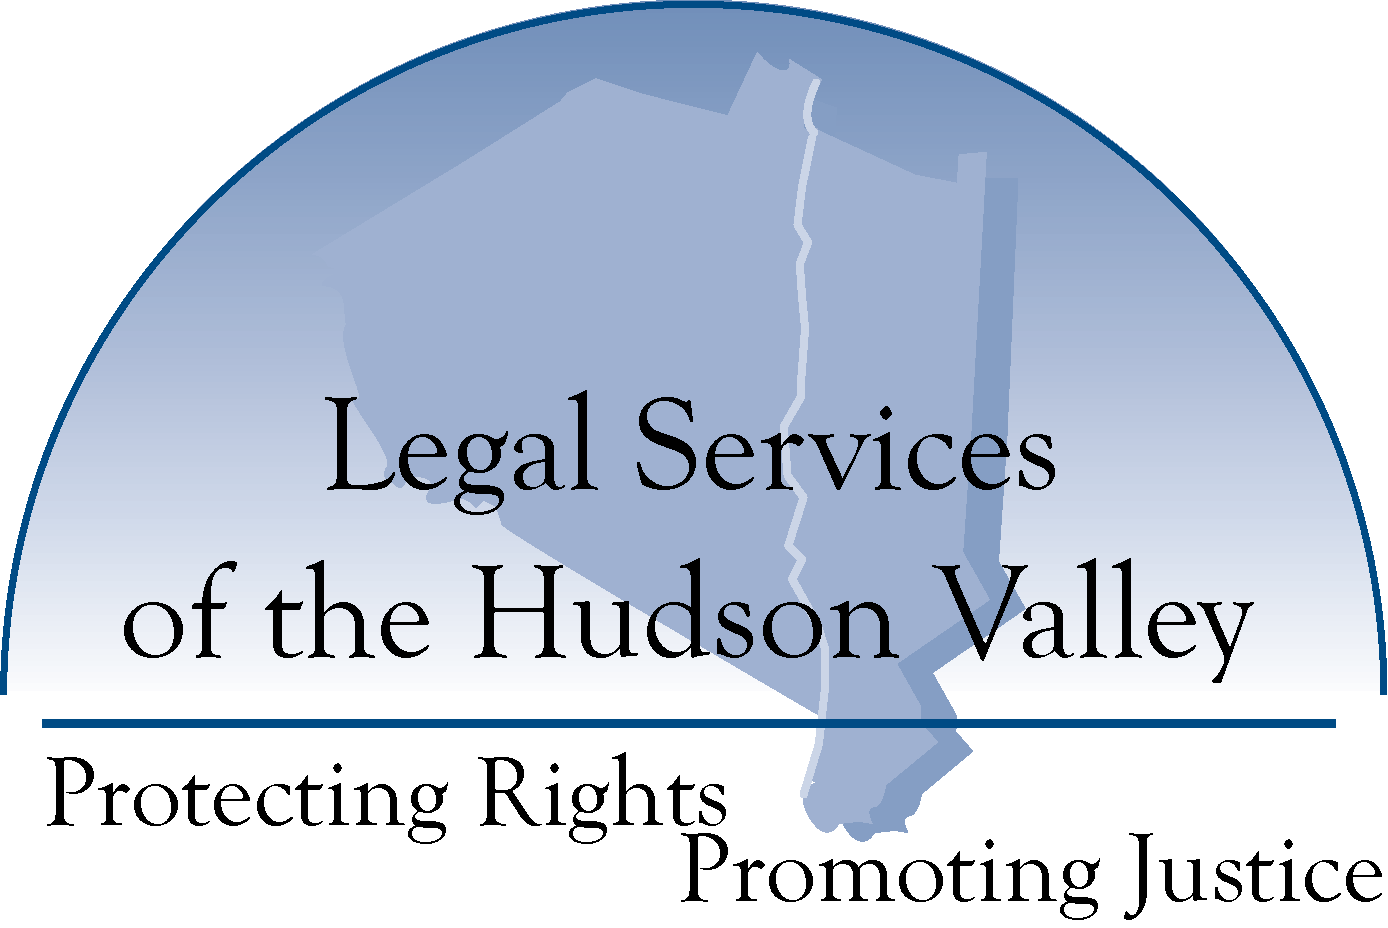 Legal Services
of the Hudson Valley
Protecting Rights
Promoting Justice